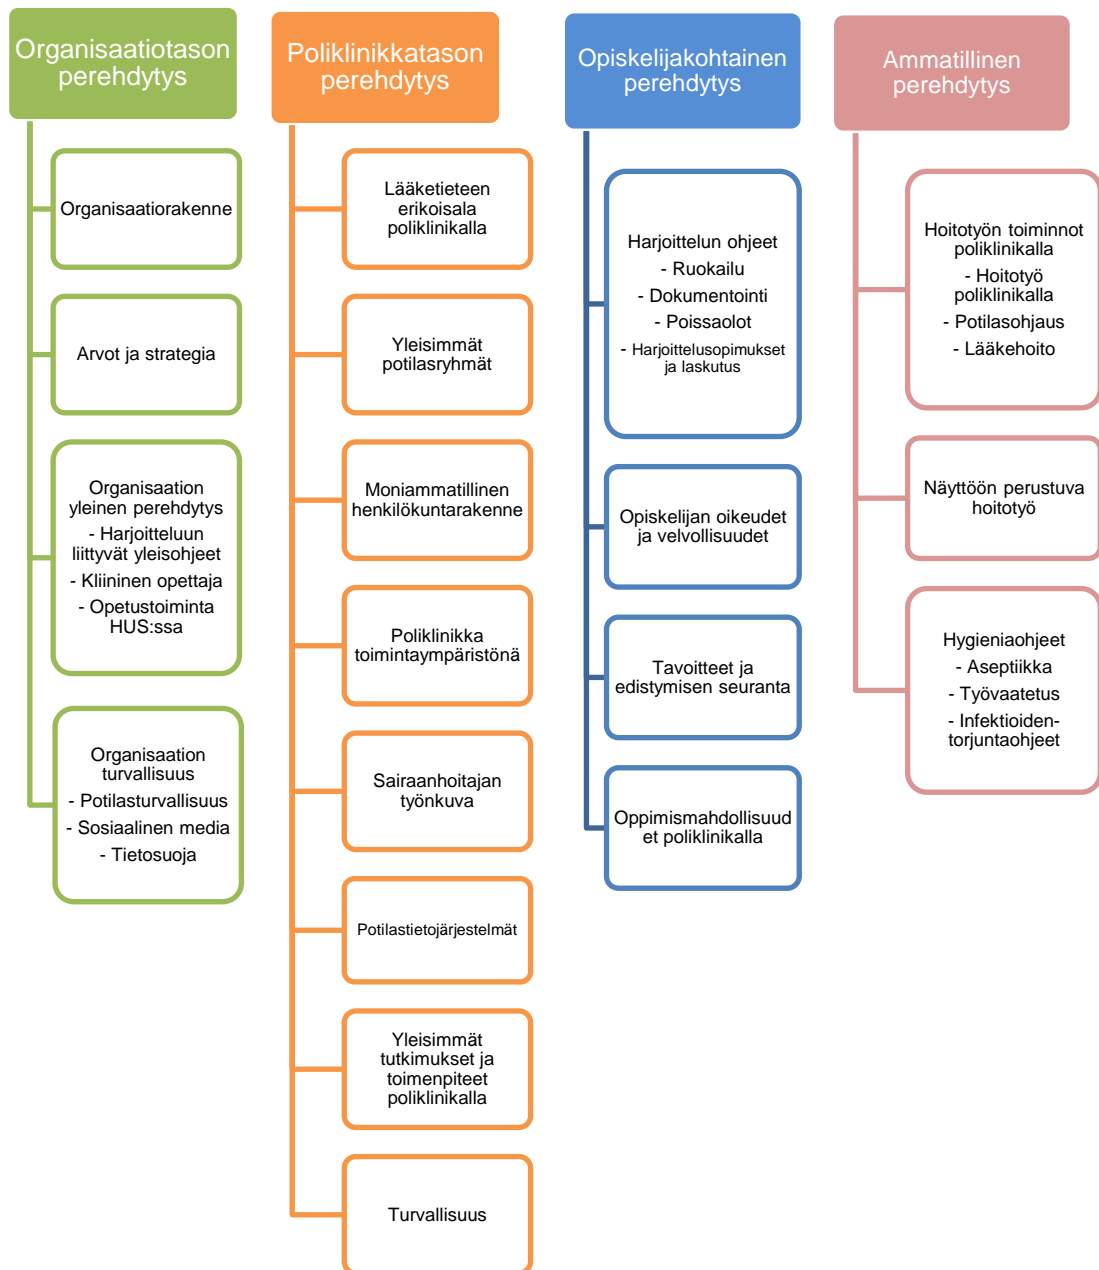 Organisaatiotason
perehdytys
Organisaatiorakenne
Arvot ja strategia
Organisaation
yleinen perehdytys
- Harjoitteluun
liittyvät yleisohjeet
- Kliininen opettaja
- Opetustoiminta
HUS:ssa
Organisaation
turvallisuus
- Potilasturvallisuus
- Sosiaalinen media
- Tietosuoja
Poliklinikkatason
perehdytys
Lääketieteen
erikoisala
poliklinikalla
Yleisimmät
potilasryhmät
Moniammatillinen
henkilökuntarakenne
Poliklinikka
toimintaympäristönä
Sairaanhoitajan
työnkuva
Potilastietojärjestelmät
Yleisimmät
tutkimukset ja
toimenpiteet
poliklinikalla
Turvallisuus
Opiskelijakohtainen
perehdytys
Harjoittelun ohjeet
- Ruokailu
- Dokumentointi
- Poissaolot
- Harjoittelusopimukset
ja laskutus
Opiskelijan oikeudet
ja velvollisuudet
Tavoitteet ja
edistymisen seuranta
Oppimismahdollisuud
et poliklinikalla
Ammatillinen
perehdytys
Hoitotyön toiminnot
poliklinikalla
- Hoitotyö
poliklinikalla
- Potilasohjaus
- Lääkehoito
Näyttöön perustuva
hoitotyö
Hygieniaohjeet
- Aseptiikka
- Työvaatetus
- Infektioiden-
torjuntaohjeet